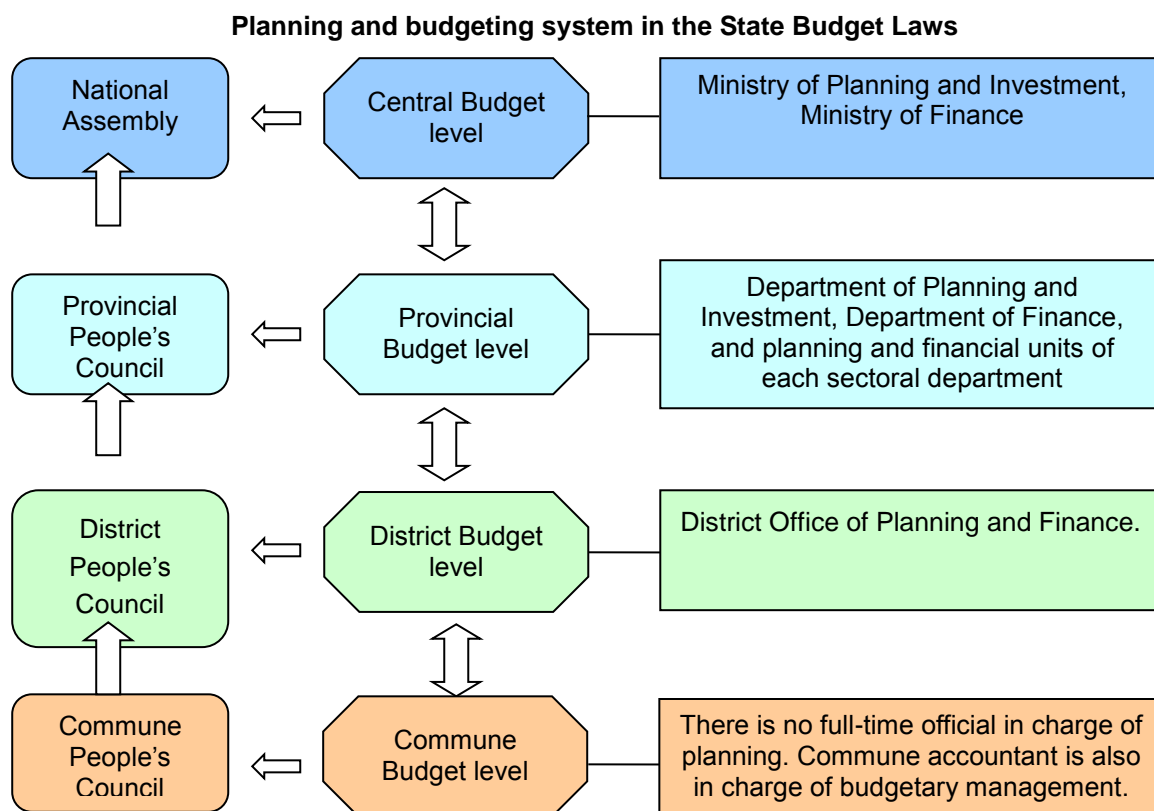 Planning and budgeting system in the State Budget Laws
National
Assembly
Central Budget
level
Ministry of Planning and Investment,
Ministry of Finance
Provincial
People's
Council
Provincial
Budget level
Department of Planning and
Investment, Department of Finance,
and planning and financial units of
each sectoral department
District
People's
Council
District Budget
level
District Office of Planning and Finance.
Commune
People's
Council
Commune
Budget level
There is no full-time official in charge of
planning. Commune accountant is also
in charge of budgetary management.